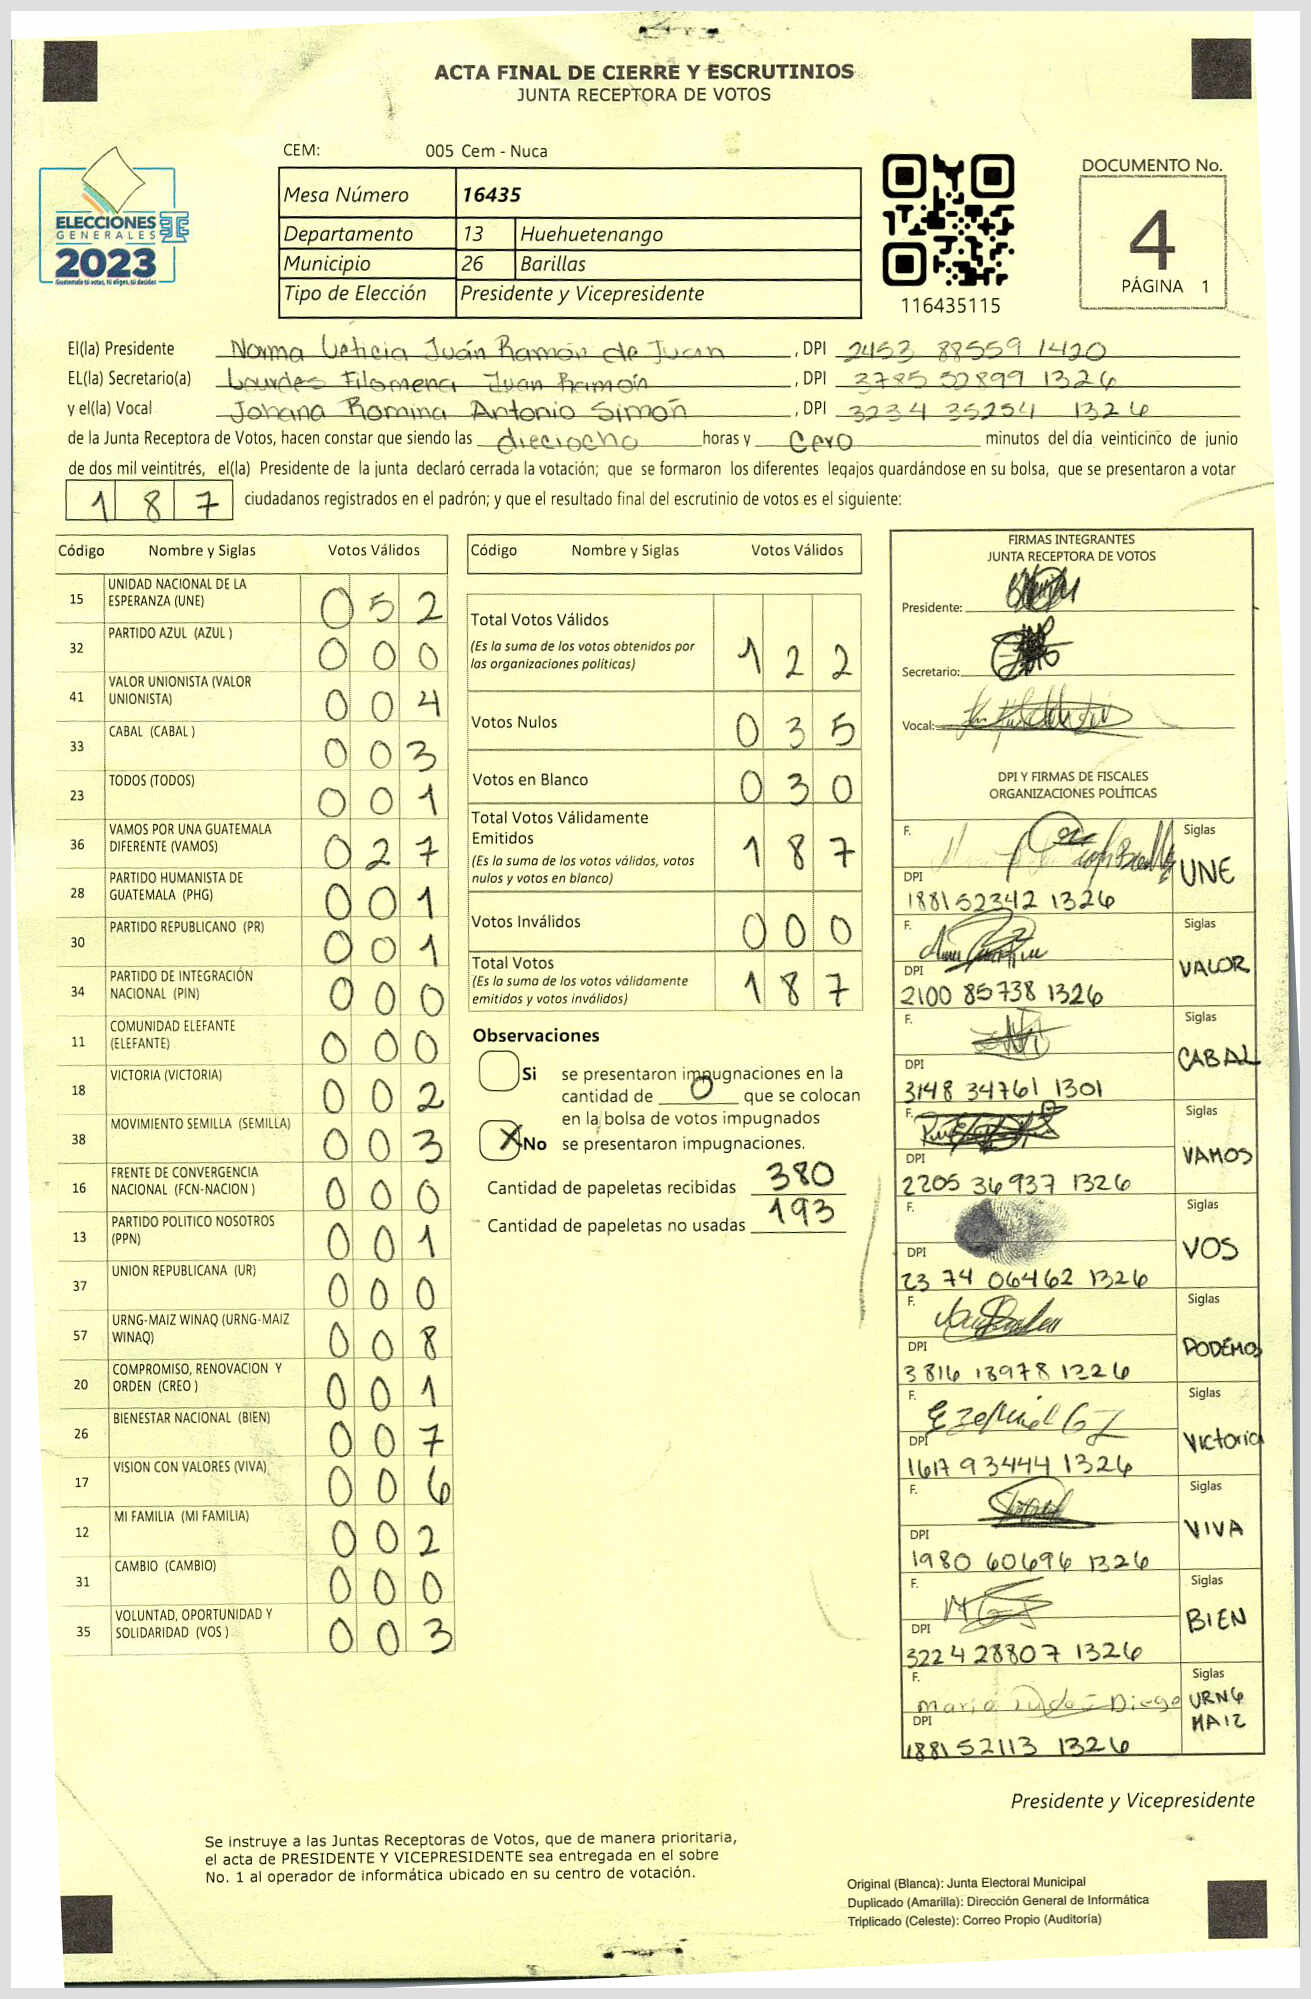 ACTA FINAL DE CIERRE Y ESCRUTINIOS
JUNTA RECEPTORA DE VOTOS
CEM: 005 Cem - Nuca
ELECCIONES
GENERALES
2023
Guatemala tú votas, tú eliges, tú decides
Mesa Número 16435
Departamento 13 Huehuetenango
Municipio 26 Barillas
Tipo de Elección Presidente y Vicepresidente
116435115
DOCUMENTO No.
4
PÁGINA 1
El(la) Presidente Norma Leticia Juán Ramón de Juan , DPI 2453 88559 1420
EL(la) Secretario(a) Lourdes Filomena Juan Ramón , DPI 3785 52899 1326
y el(la) Vocal Johana Romina Antonio Simón , DPI 3234 35254 1326
de la Junta Receptora de Votos, hacen constar que siendo las dieciocho horas y cero minutos del día veinticinco de junio
de dos mil veintitrés, el(la) Presidente de la junta declaró cerrada la votación; que se formaron los diferentes legajos guardándose en su bolsa, que se presentaron a votar
1 8 7 ciudadanos registrados en el padrón; y que el resultado final del escrutinio de votos es el siguiente:
Código Nombre y Siglas Votos Válidos
15 UNIDAD NACIONAL DE LA ESPERANZA (UNE) 0 5 2
32 PARTIDO AZUL (AZUL ) 0 0 0
41 VALOR UNIONISTA (VALOR UNIONISTA) 0 0 4
33 CABAL (CABAL ) 0 0 3
23 TODOS (TODOS) 0 0 1
36 VAMOS POR UNA GUATEMALA DIFERENTE (VAMOS) 0 2 7
28 PARTIDO HUMANISTA DE GUATEMALA (PHG) 0 0 1
30 PARTIDO REPUBLICANO (PR) 0 0 1
34 PARTIDO DE INTEGRACIÓN NACIONAL (PIN) 0 0 0
11 COMUNIDAD ELEFANTE (ELEFANTE) 0 0 0
18 VICTORIA (VICTORIA) 0 0 2
38 MOVIMIENTO SEMILLA (SEMILLA) 0 0 3
16 FRENTE DE CONVERGENCIA NACIONAL (FCN-NACION ) 0 0 0
13 PARTIDO POLITICO NOSOTROS (PPN) 0 0 1
37 UNION REPUBLICANA (UR) 0 0 0
57 URNG-MAIZ WINAQ (URNG-MAIZ WINAQ) 0 0 8
20 COMPROMISO, RENOVACION Y ORDEN (CREO ) 0 0 1
26 BIENESTAR NACIONAL (BIEN) 0 0 7
17 VISION CON VALORES (VIVA) 0 0 6
12 MI FAMILIA (MI FAMILIA) 0 0 2
31 CAMBIO (CAMBIO) 0 0 0
35 VOLUNTAD, OPORTUNIDAD Y SOLIDARIDAD (VOS ) 0 0 3
Código Nombre y Siglas Votos Válidos
Total Votos Válidos
(Es la suma de los votos obtenidos por
las organizaciones políticas) 1 2 2
Votos Nulos 0 3 5
Votos en Blanco 0 3 0
Total Votos Válidamente
Emitidos
(Es la suma de los votos válidos, votos
nulos y votos en blanco) 1 8 7
Votos Inválidos 0 0 0
Total Votos
(Es la suma de los votos válidamente
emitidos y votos inválidos) 1 8 7
Observaciones
Si se presentaron impugnaciones en la
cantidad de 0 que se colocan
en la bolsa de votos impugnados
X No se presentaron impugnaciones.
Cantidad de papeletas recibidas 380
Cantidad de papeletas no usadas 193
FIRMAS INTEGRANTES
JUNTA RECEPTORA DE VOTOS
Presidente:
Secretario:
Vocal:
DPI Y FIRMAS DE FISCALES
ORGANIZACIONES POLÍTICAS
F. Siglas
UNE
DPI
1881 52342 1326
F. Siglas
VALOR
DPI
2100 85738 1326
F. Siglas
CABAL
DPI
3148 34761 1301
F. Siglas
VAMOS
DPI
2205 36937 1326
F. Siglas
VOS
DPI
2374 06462 1326
F. Siglas
PODEMOS
DPI
3816 13978 1326
F. Ezequiel Siglas
Victoria
DPI
1617 93444 1326
F. Siglas
VIVA
DPI
1980 60696 1326
F. Siglas
BIEN
DPI
3224 28807 1326
F. Maria Diego Siglas
URNG
MAIZ
DPI
1881 52113 1326
Presidente y Vicepresidente
Se instruye a las Juntas Receptoras de Votos, que de manera prioritaria,
el acta de PRESIDENTE Y VICEPRESIDENTE sea entregada en el sobre
No. 1 al operador de informática ubicado en su centro de votación.
Original (Blanca): Junta Electoral Municipal
Duplicado (Amarilla): Dirección General de Informática
Triplicado (Celeste): Correo Propio (Auditoría)